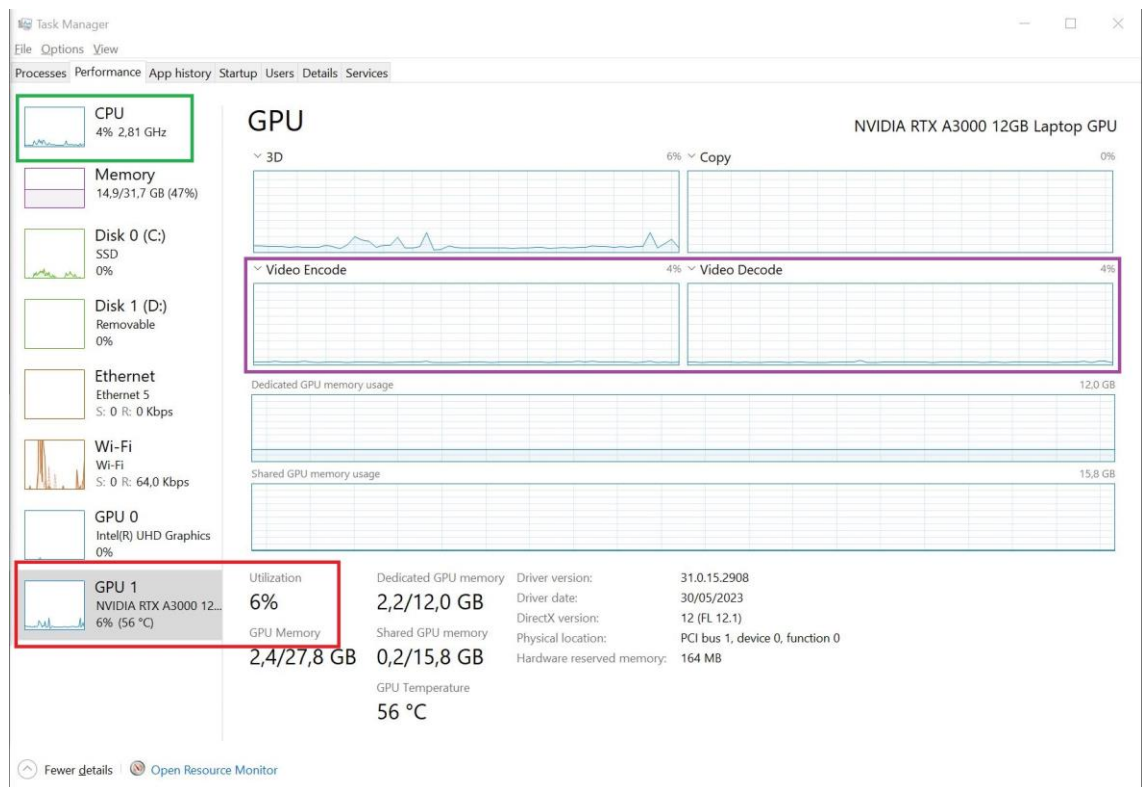 Task Manager
File Options View
Processes Performance App history Startup Users Details Services
CPU
4% 2,81 GHz
Memory
14,9/31,7 GB (47%)
Disk 0 (C:)
SSD
0%
Disk 1 (D:)
Removable
0%
Ethernet
Ethernet 5
S: 0 R: 0 Kbps
Wi-Fi
Wi-Fi
S: 0 R: 64,0 Kbps
GPU 0
Intel(R) UHD Graphics
0%
GPU 1
NVIDIA RTX A3000 12...
6% (56 °C)
GPU NVIDIA RTX A3000 12GB Laptop GPU
3D 6% Copy 0%
Video Encode 4% Video Decode 4%
Dedicated GPU memory usage 12,0 GB
Shared GPU memory usage 15,8 GB
Utilization
6%
GPU Memory
2,4/27,8 GB
Dedicated GPU memory
2,2/12,0 GB
Shared GPU memory
0,2/15,8 GB
GPU Temperature
56 °C
Driver version: 31.0.15.2908
Driver date: 30/05/2023
DirectX version: 12 (FL 12.1)
Physical location: PCI bus 1, device 0, function 0
Hardware reserved memory: 164 MB
Fewer details Open Resource Monitor